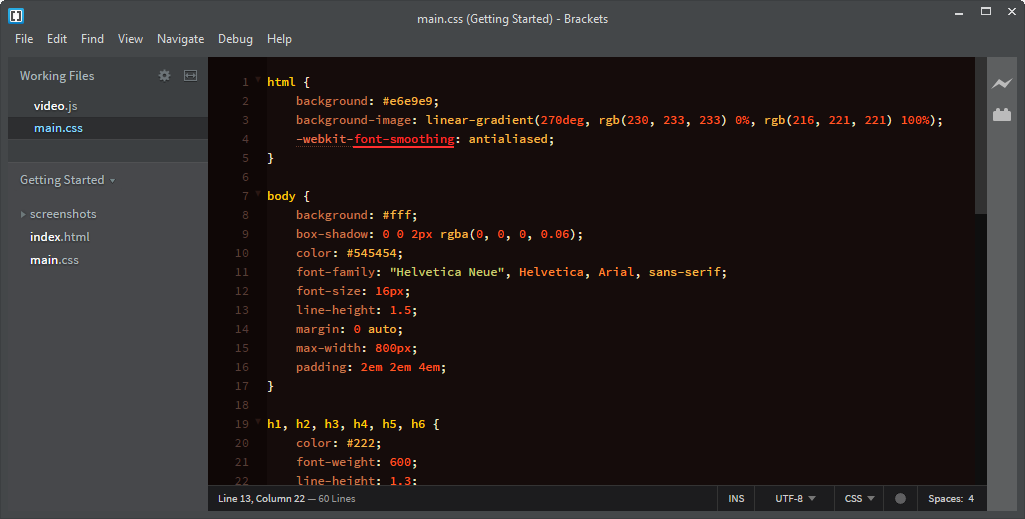 main.css (Getting Started) - Brackets
File Edit Find View Navigate Debug Help
Working Files
video.js
main.css
Getting Started
screenshots
index.html
main.css
1 html {
2     background: #e6e9e9;
3     background-image: linear-gradient(270deg, rgb(230, 233, 233) 0%, rgb(216, 221, 221) 100%);
4     -webkit-font-smoothing: antialiased;
5 }
6
7 body {
8     background: #fff;
9     box-shadow: 0 0 2px rgba(0, 0, 0, 0.06);
10     color: #545454;
11     font-family: "Helvetica Neue", Helvetica, Arial, sans-serif;
12     font-size: 16px;
13     line-height: 1.5;
14     margin: 0 auto;
15     max-width: 800px;
16     padding: 2em 2em 4em;
17 }
18
19 h1, h2, h3, h4, h5, h6 {
20     color: #222;
21     font-weight: 600;
22     line-height: 1.3;
Line 13, Column 22 — 60 Lines INS UTF-8 CSS Spaces: 4